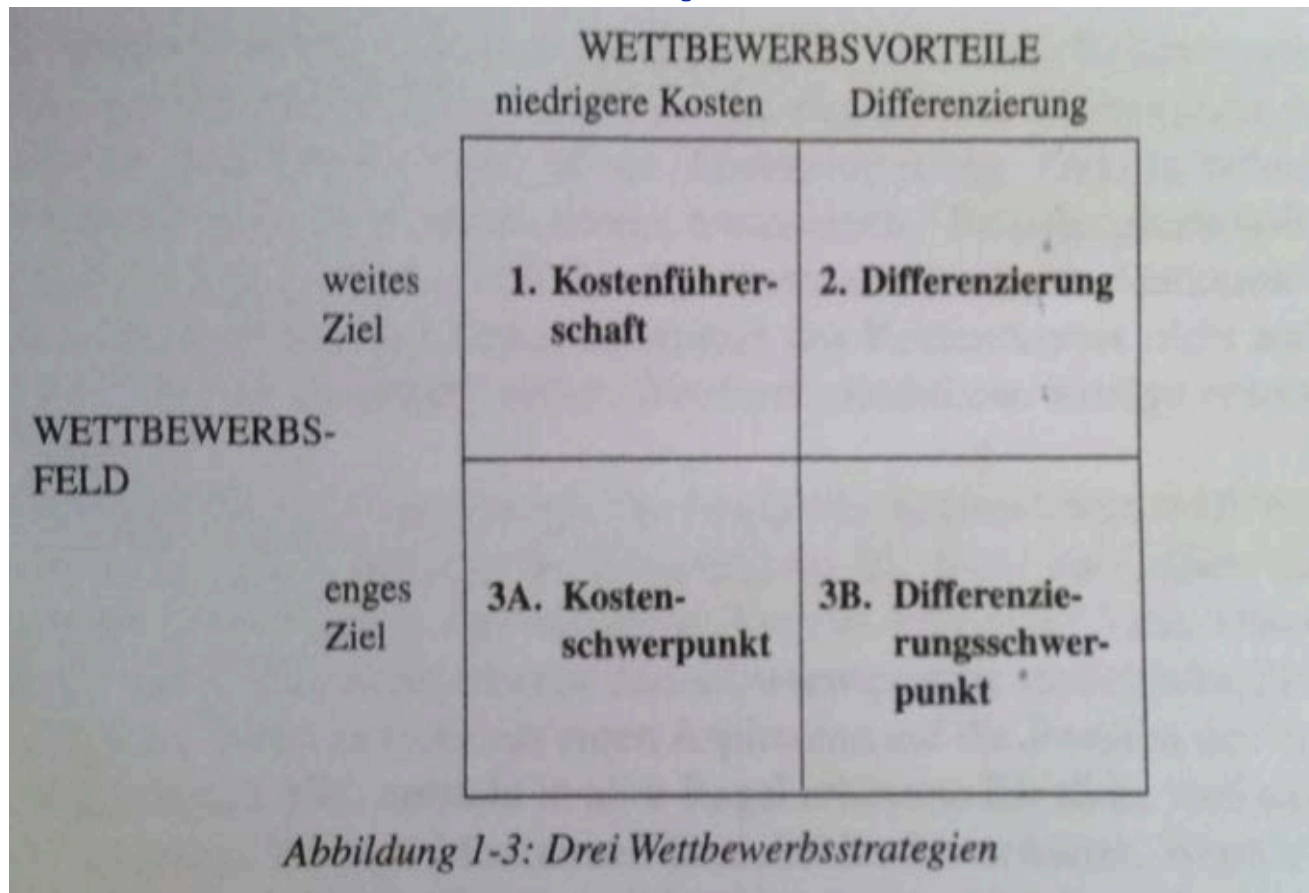 WETTBEWERBSVORTEILE
niedrigere Kosten Differenzierung
weites
Ziel
1. Kostenführer-
schaft
2. Differenzierung
WETTBEWERBS-
FELD
enges
Ziel
3A. Kosten-
schwerpunkt
3B. Differenzie-
rungsschwer-
punkt
Abbildung 1-3: Drei Wettbewerbsstrategien